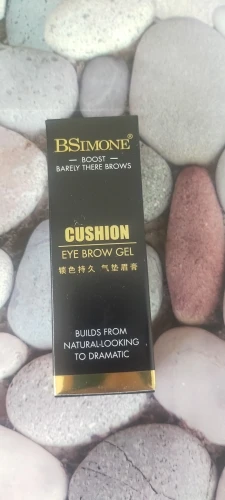 BSIMONE®
— BOOST —
BARELY THERE BROWS
CUSHION
EYE BROW GEL
锁色持久 气垫眉膏
BUILDS FROM
NATURAL-LOOKING
TO DRAMATIC